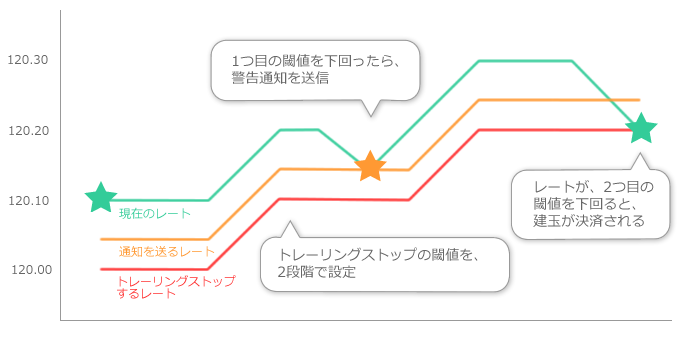 120.30
120.20
120.10
120.00
1つ目の閾値を下回ったら、
警告通知を送信
レートが、2つ目の
閾値を下回ると、
建玉が決済される
現在のレート
通知を送るレート
トレーリングストップ
するレート
トレーリングストップの閾値を、
2段階で設定